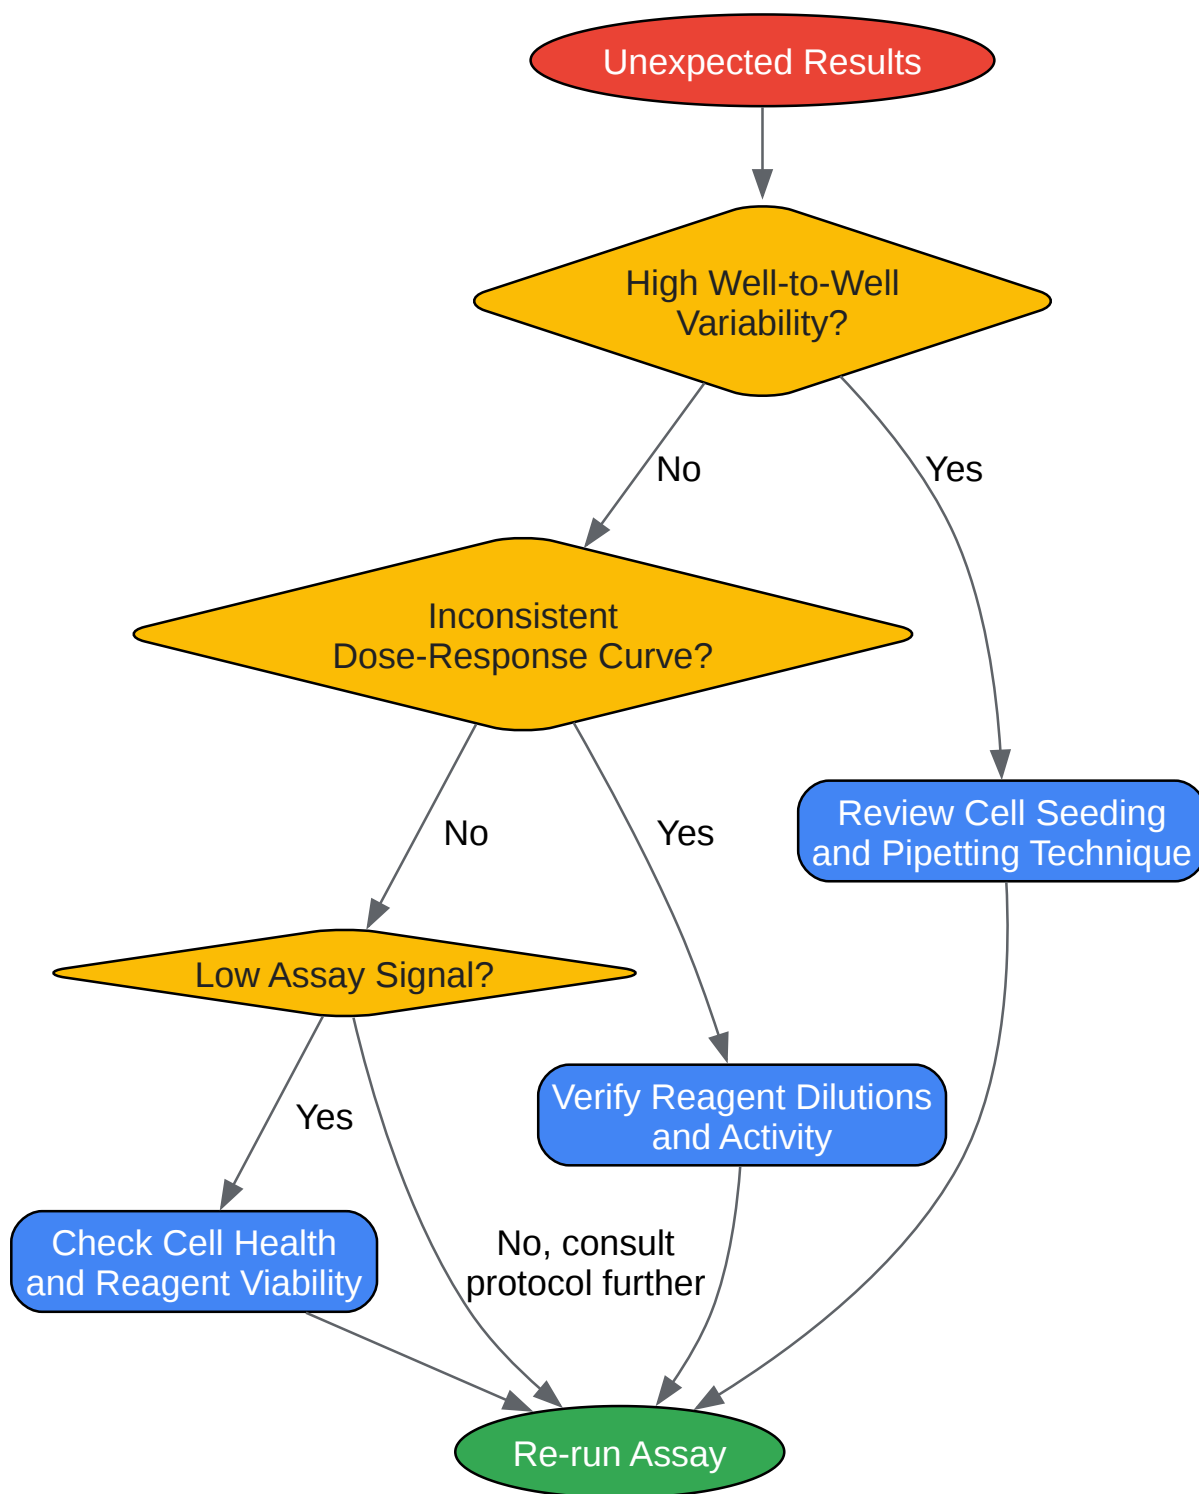 Unexpected Results
High Well-to-Well
Variability?
No
Yes
Inconsistent
Dose-Response Curve?
No
Yes
Review Cell Seeding
and Pipetting Technique
Low Assay Signal?
Yes
Verify Reagent Dilutions
and Activity
Check Cell Health
and Reagent Viability
No, consult
protocol further
Re-run Assay